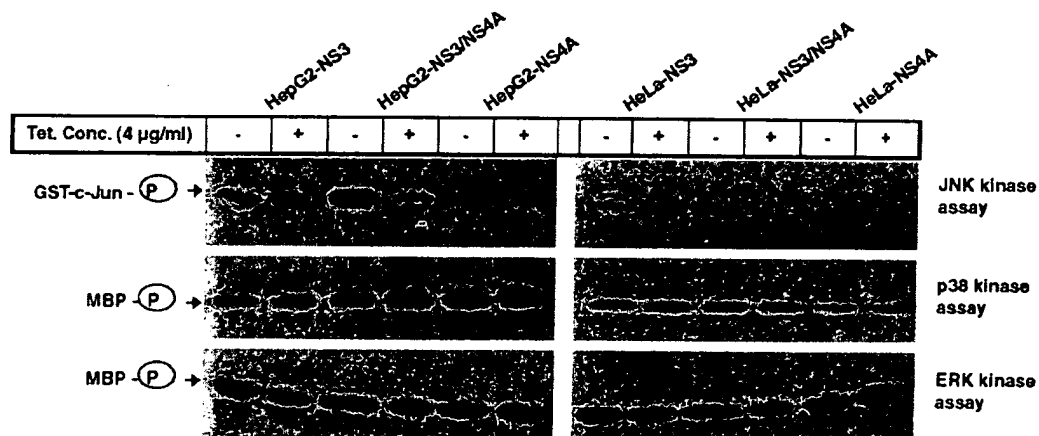 HepG2-NS3 HepG2-NS3/NS4A HepG2-NS4A HeLa-NS3 HeLa-NS3/NS4A HeLa-NS4A
Tet. Conc. (4 µg/ml) - + - + - + - + - + - +
GST-c-Jun - P
JNK kinase
assay
MBP - P
p38 kinase
assay
MBP - P
ERK kinase
assay